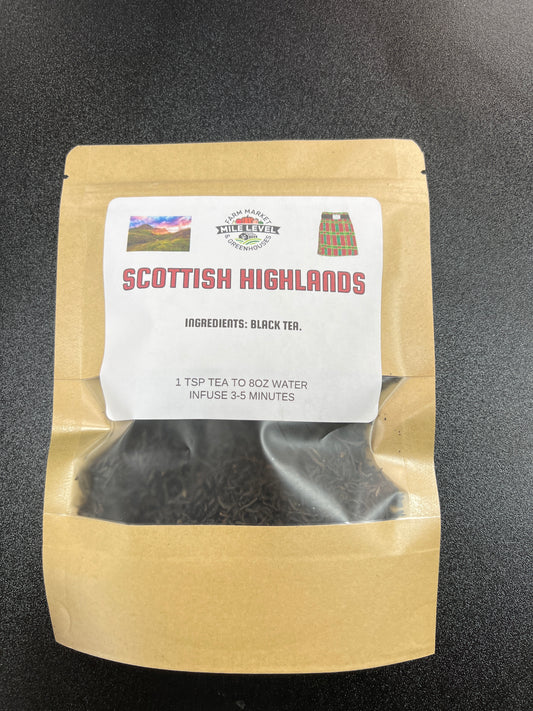 FARM MARKET
MILE LEVEL
& GREENHOUSES
SCOTTISH HIGHLANDS
INGREDIENTS: BLACK TEA.
1 TSP TEA TO 8OZ WATER
INFUSE 3-5 MINUTES